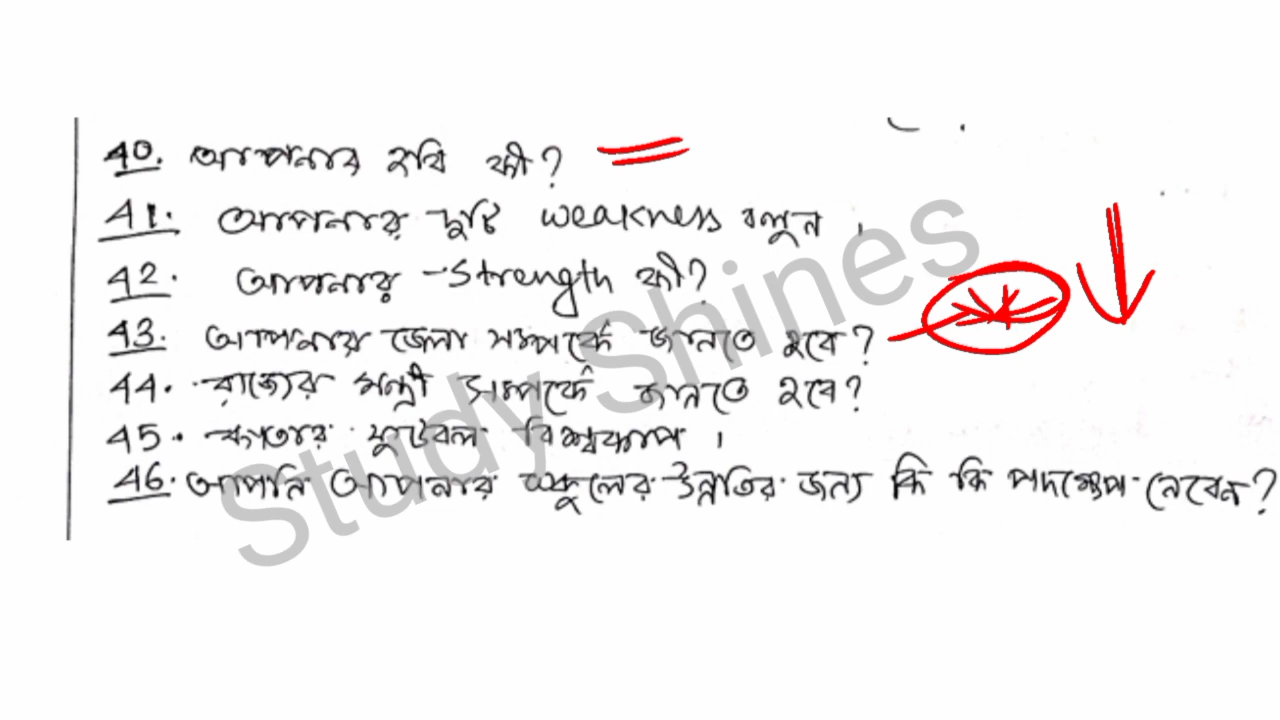 40. আপনার হবি কী?
41. আপনার দুটি weakness বলুন।
42. আপনার Strength কী?
43. আপনার জেলা সম্পর্কে জানতে হবে?
44. রাজ্যের মন্ত্রী সম্পর্কে জানতে হবে?
45. কাতার ফুটবল বিশ্বকাপ।
46. আপনি আপনার স্কুলের উন্নতির জন্য কি কি পদক্ষেপ নেবেন?
Study Shines